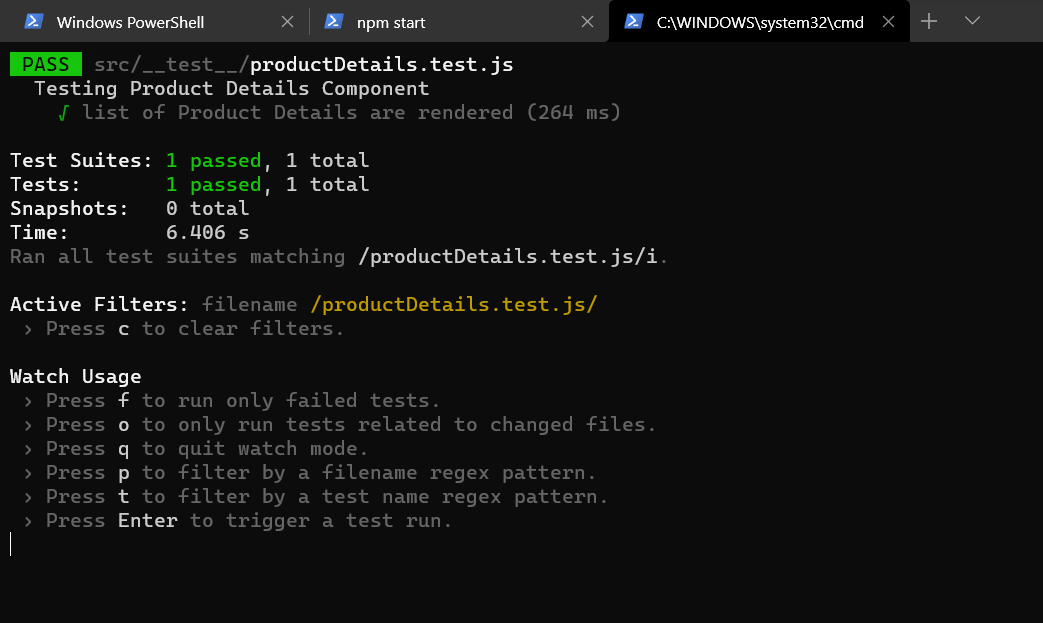 Windows PowerShell
npm start
C:\WINDOWS\system32\cmd
PASS src/__test__/productDetails.test.js
Testing Product Details Component
√ list of Product Details are rendered (264 ms)
Test Suites: 1 passed, 1 total
Tests: 1 passed, 1 total
Snapshots: 0 total
Time: 6.406 s
Ran all test suites matching /productDetails.test.js/i.
Active Filters: filename /productDetails.test.js/
› Press c to clear filters.
Watch Usage
› Press f to run only failed tests.
› Press o to only run tests related to changed files.
› Press q to quit watch mode.
› Press p to filter by a filename regex pattern.
› Press t to filter by a test name regex pattern.
› Press Enter to trigger a test run.